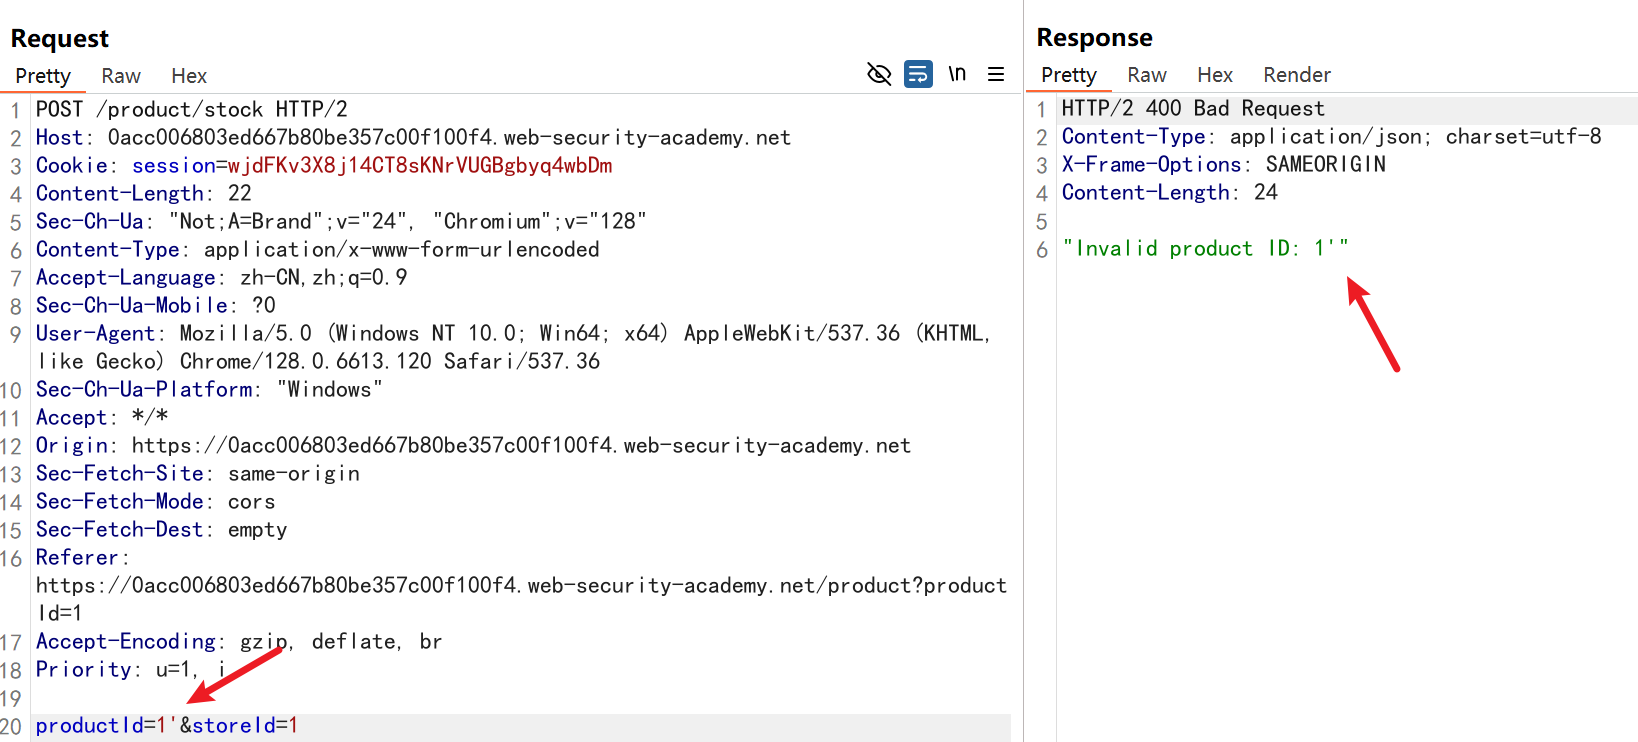 Request
Pretty Raw Hex
\n
1 POST /product/stock HTTP/2
2 Host: 0acc006803ed667b80be357c00f100f4.web-security-academy.net
3 Cookie: session=wjdFKv3X8j14CT8sKNrVUGBgbyq4wbDm
4 Content-Length: 22
5 Sec-Ch-Ua: "Not;A=Brand";v="24", "Chromium";v="128"
6 Content-Type: application/x-www-form-urlencoded
7 Accept-Language: zh-CN,zh;q=0.9
8 Sec-Ch-Ua-Mobile: ?0
9 User-Agent: Mozilla/5.0 (Windows NT 10.0; Win64; x64) AppleWebKit/537.36 (KHTML,
like Gecko) Chrome/128.0.6613.120 Safari/537.36
10 Sec-Ch-Ua-Platform: "Windows"
11 Accept: */*
12 Origin: https://0acc006803ed667b80be357c00f100f4.web-security-academy.net
13 Sec-Fetch-Site: same-origin
14 Sec-Fetch-Mode: cors
15 Sec-Fetch-Dest: empty
16 Referer:
https://0acc006803ed667b80be357c00f100f4.web-security-academy.net/product?product
Id=1
17 Accept-Encoding: gzip, deflate, br
18 Priority: u=1, i
19
20 productId=1'&storeId=1
Response
Pretty Raw Hex Render
1 HTTP/2 400 Bad Request
2 Content-Type: application/json; charset=utf-8
3 X-Frame-Options: SAMEORIGIN
4 Content-Length: 24
5
6 "Invalid product ID: 1'"